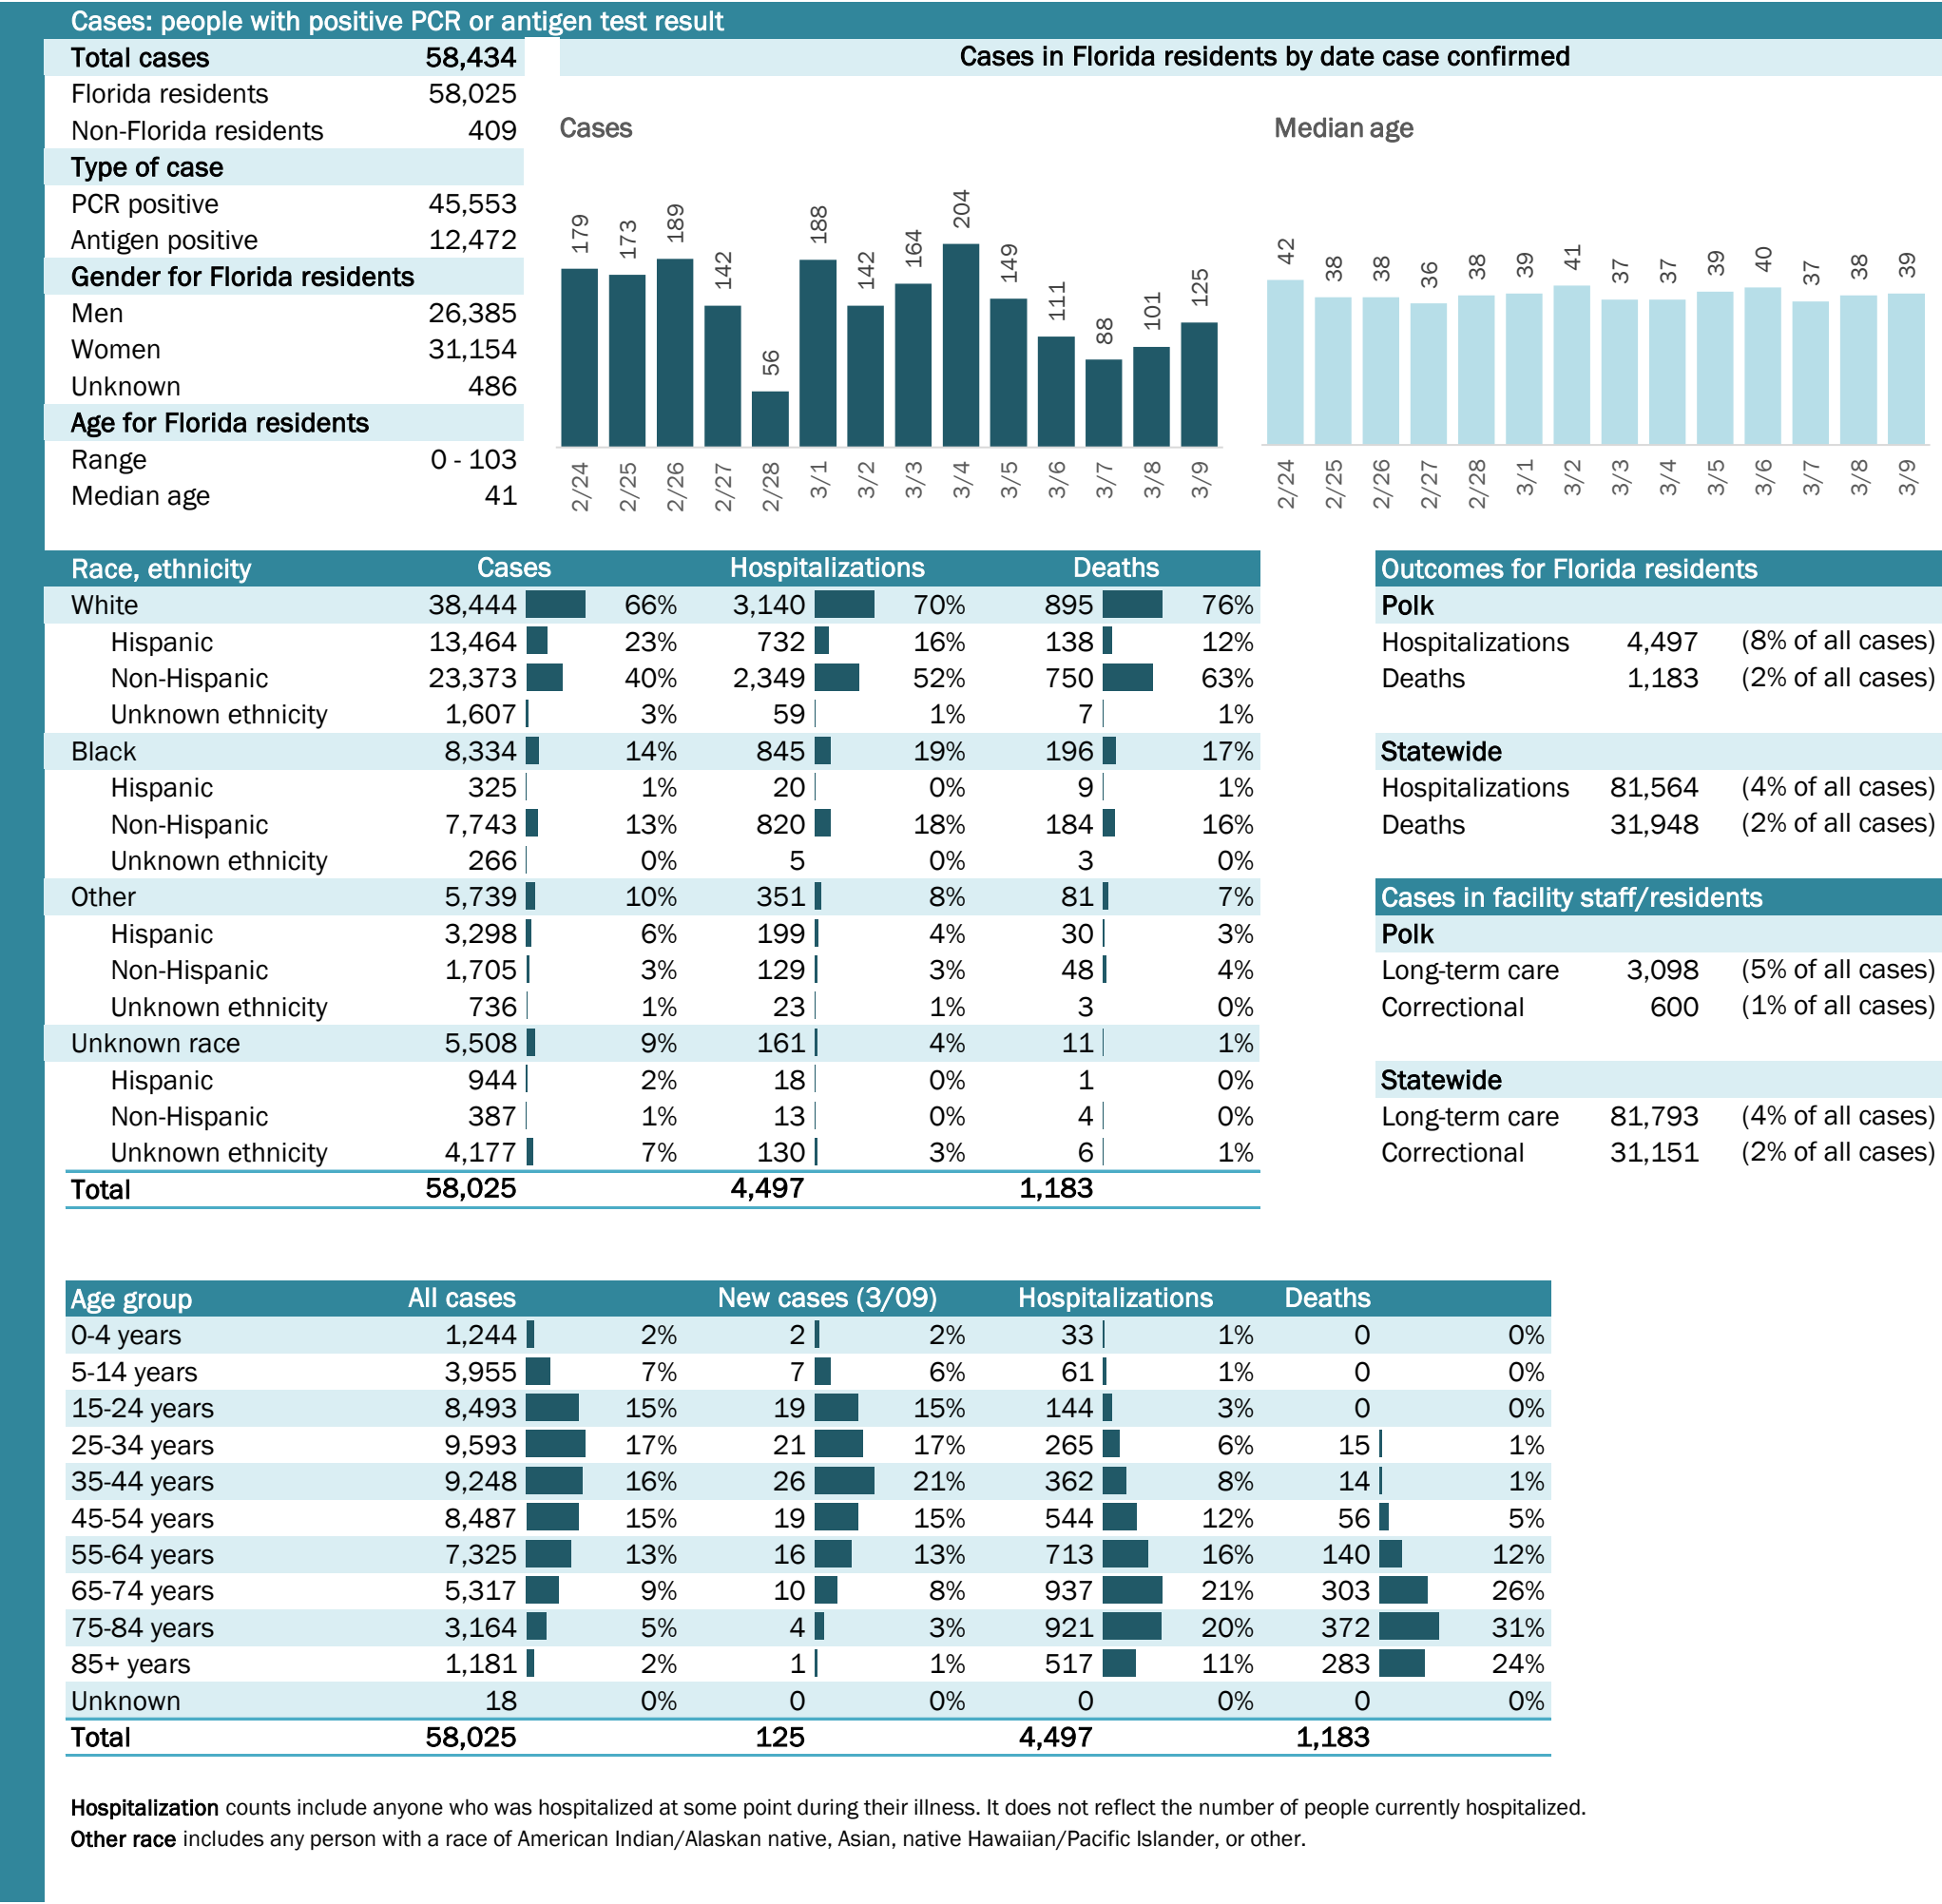 Cases: people with positive PCR or antigen test result
Total cases 58,434
Florida residents 58,025
Non-Florida residents 409
Type of case
PCR positive 45,553
Antigen positive 12,472
Gender for Florida residents
Men 26,385
Women 31,154
Unknown 486
Age for Florida residents
Range 0 - 103
Median age 41
Cases in Florida residents by date case confirmed
Cases
179 173 189 142 56 188 142 164 204 149 111 88 101 125
2/24 2/25 2/26 2/27 2/28 3/1 3/2 3/3 3/4 3/5 3/6 3/7 3/8 3/9
Median age
42 38 38 36 38 39 41 37 37 39 40 37 38 39
2/24 2/25 2/26 2/27 2/28 3/1 3/2 3/3 3/4 3/5 3/6 3/7 3/8 3/9
Race, ethnicity Cases Hospitalizations Deaths
White 38,444 66% 3,140 70% 895 76%
Hispanic 13,464 23% 732 16% 138 12%
Non-Hispanic 23,373 40% 2,349 52% 750 63%
Unknown ethnicity 1,607 3% 59 1% 7 1%
Black 8,334 14% 845 19% 196 17%
Hispanic 325 1% 20 0% 9 1%
Non-Hispanic 7,743 13% 820 18% 184 16%
Unknown ethnicity 266 0% 5 0% 3 0%
Other 5,739 10% 351 8% 81 7%
Hispanic 3,298 6% 199 4% 30 3%
Non-Hispanic 1,705 3% 129 3% 48 4%
Unknown ethnicity 736 1% 23 1% 3 0%
Unknown race 5,508 9% 161 4% 11 1%
Hispanic 944 2% 18 0% 1 0%
Non-Hispanic 387 1% 13 0% 4 0%
Unknown ethnicity 4,177 7% 130 3% 6 1%
Total 58,025 4,497 1,183
Outcomes for Florida residents
Polk
Hospitalizations 4,497 (8% of all cases)
Deaths 1,183 (2% of all cases)
Statewide
Hospitalizations 81,564 (4% of all cases)
Deaths 31,948 (2% of all cases)
Cases in facility staff/residents
Polk
Long-term care 3,098 (5% of all cases)
Correctional 600 (1% of all cases)
Statewide
Long-term care 81,793 (4% of all cases)
Correctional 31,151 (2% of all cases)
Age group All cases New cases (3/09) Hospitalizations Deaths
0-4 years 1,244 2% 2 2% 33 1% 0 0%
5-14 years 3,955 7% 7 6% 61 1% 0 0%
15-24 years 8,493 15% 19 15% 144 3% 0 0%
25-34 years 9,593 17% 21 17% 265 6% 15 1%
35-44 years 9,248 16% 26 21% 362 8% 14 1%
45-54 years 8,487 15% 19 15% 544 12% 56 5%
55-64 years 7,325 13% 16 13% 713 16% 140 12%
65-74 years 5,317 9% 10 8% 937 21% 303 26%
75-84 years 3,164 5% 4 3% 921 20% 372 31%
85+ years 1,181 2% 1 1% 517 11% 283 24%
Unknown 18 0% 0 0% 0 0% 0 0%
Total 58,025 125 4,497 1,183
Hospitalization counts include anyone who was hospitalized at some point during their illness. It does not reflect the number of people currently hospitalized.
Other race includes any person with a race of American Indian/Alaskan native, Asian, native Hawaiian/Pacific Islander, or other.